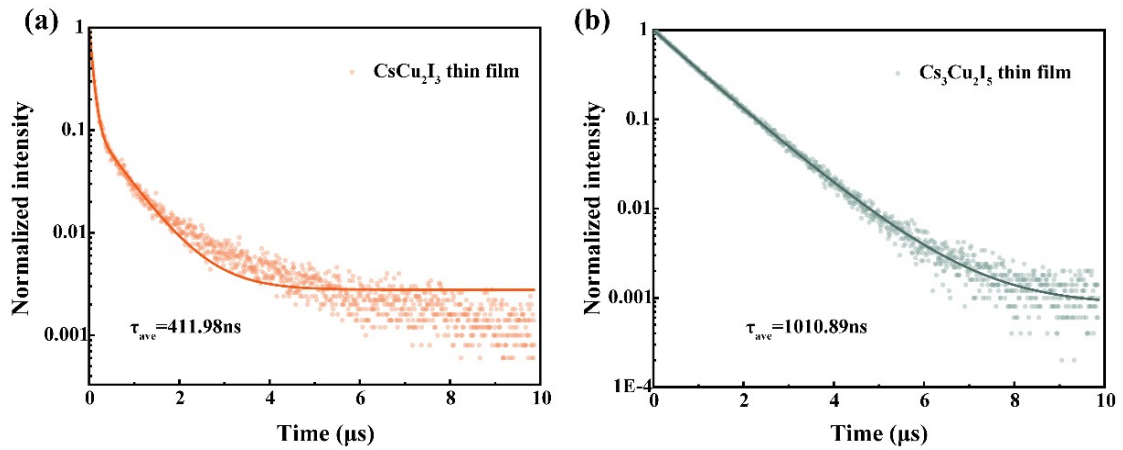 (a)
1
0.1
0.01
0.001
Normalized intensity
CsCu2I3 thin film
τave=411.98ns
0 2 4 6 8 10
Time (μs)
(b)
1
0.1
0.01
0.001
1E-4
Normalized intensity
Cs3Cu2I5 thin film
τave=1010.89ns
0 2 4 6 8 10
Time (μs)